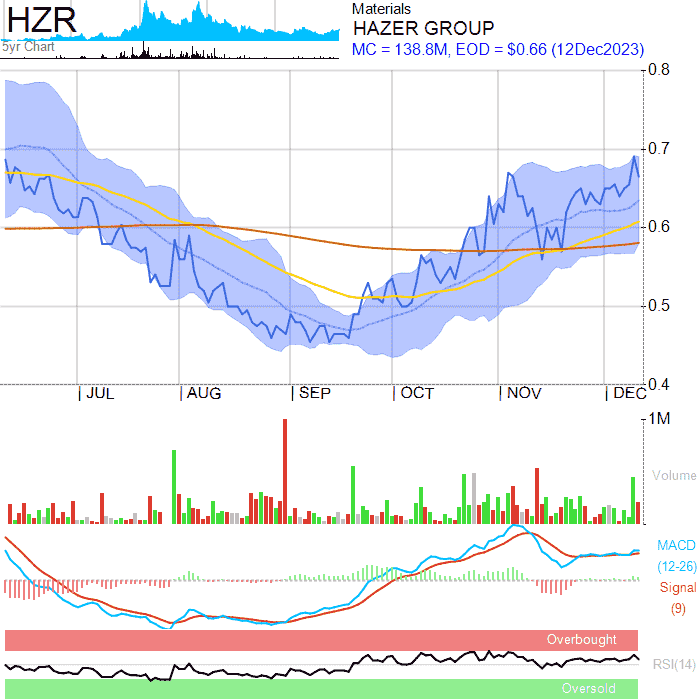 HZR
5yr Chart
Materials
HAZER GROUP
MC = 138.8M, EOD = $0.66 (12Dec2023)
0.8
0.7
0.6
0.5
0.4
JUL AUG SEP OCT NOV DEC
1M
Volume
MACD
(12-26)
Signal
(9)
Overbought
RSI(14)
Oversold